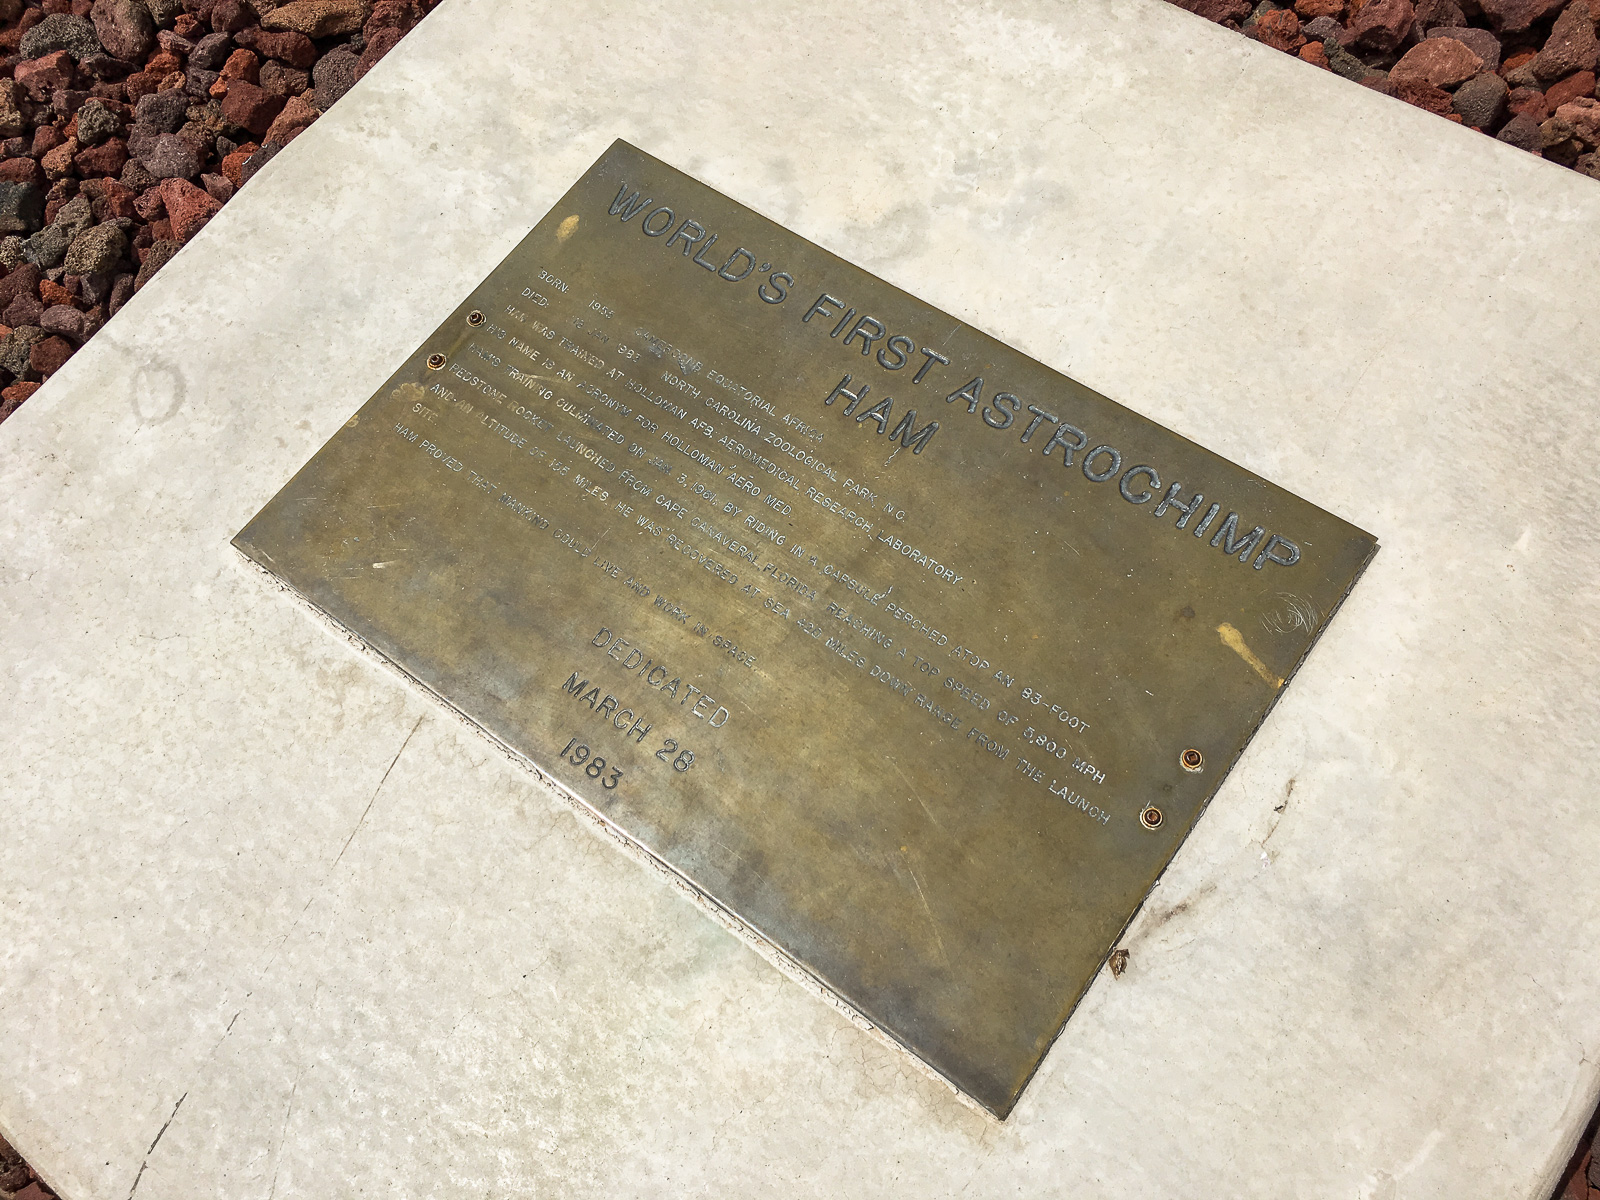 WORLD'S FIRST ASTROCHIMP
HAM
BORN: 1956 CAMEROONS EQUATORIAL AFRICA
DIED: JAN 1983 NORTH CAROLINA ZOOLOGICAL PARK, N.C.
HAM WAS TRAINED AT HOLLOMAN AFB, AEROMEDICAL RESEARCH LABORATORY
HIS NAME IS AN ACRONYM FOR HOLLOMAN AERO MED.
HAMS TRAINING CULMINATED ON JAN 1961, BY RIDING IN A CAPSULE PERCHED ATOP AN 83-FOOT
REDSTONE ROCKET LAUNCHED FROM CAPE CANAVERAL, FLORIDA REACHING A TOP SPEED OF 5,800 MPH
AND AN ALTITUDE OF 155 MILES. HE WAS RECOVERED AT SEA 420 MILES DOWN RANGE FROM THE LAUNCH
SITE.
HAM PROVED THAT MANKIND COULD LIVE AND WORK IN SPACE.
DEDICATED
MARCH 28
1983